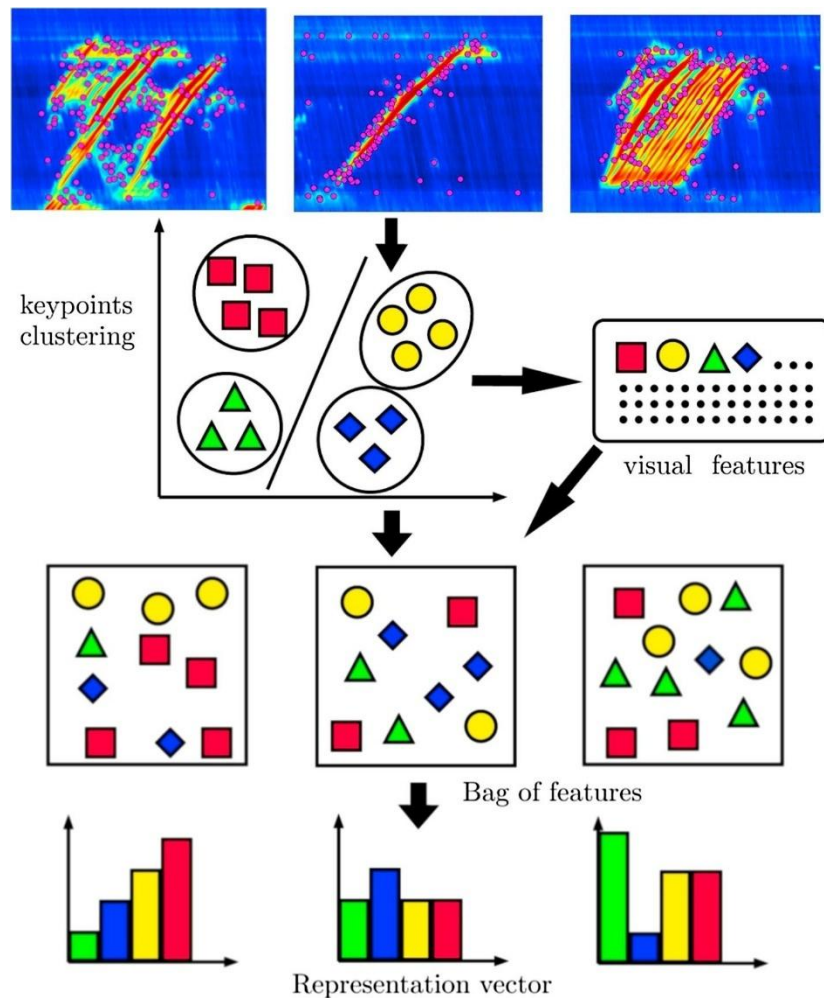 keypoints
clustering
visual features
Bag of features
Representation vector